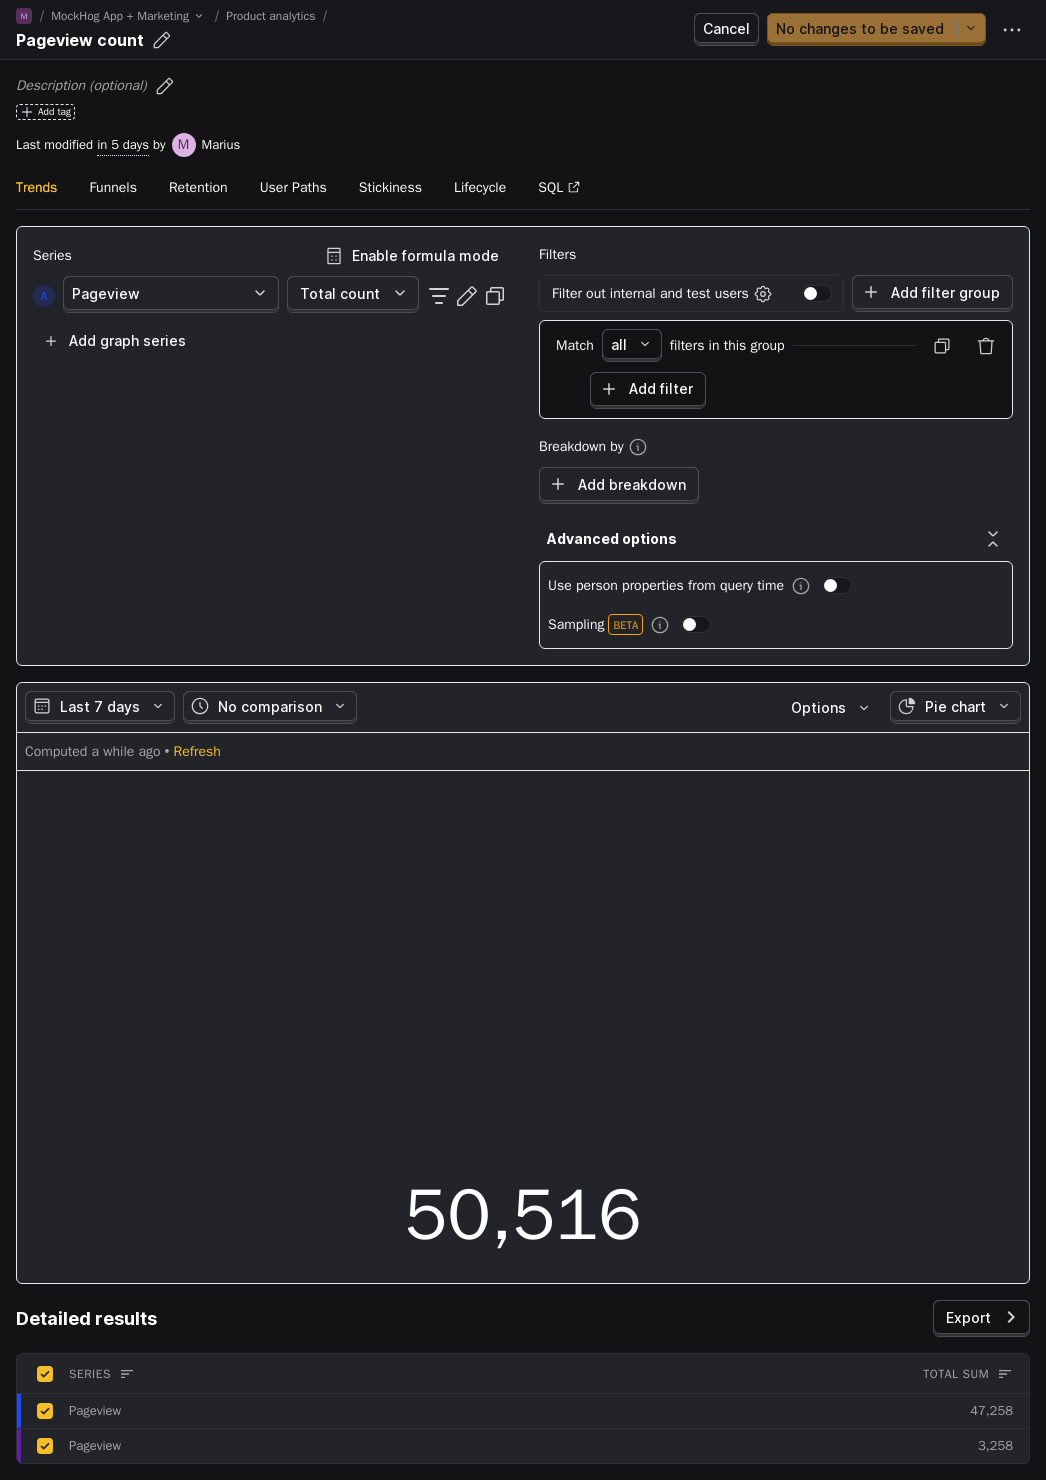 M / MockHog App + Marketing / Product analytics /
Pageview count
Cancel
No changes to be saved
Description (optional)
Add tag
Last modified in 5 days by M Marius
Trends Funnels Retention User Paths Stickiness Lifecycle SQL
Series
Enable formula mode
A Pageview Total count
Add graph series
Filters
Filter out internal and test users
Add filter group
Match all filters in this group
Add filter
Breakdown by
Add breakdown
Advanced options
Use person properties from query time
Sampling BETA
Last 7 days No comparison Options Pie chart
Computed a while ago • Refresh
50,516
Detailed results
Export
SERIES TOTAL SUM
Pageview 47,258
Pageview 3,258